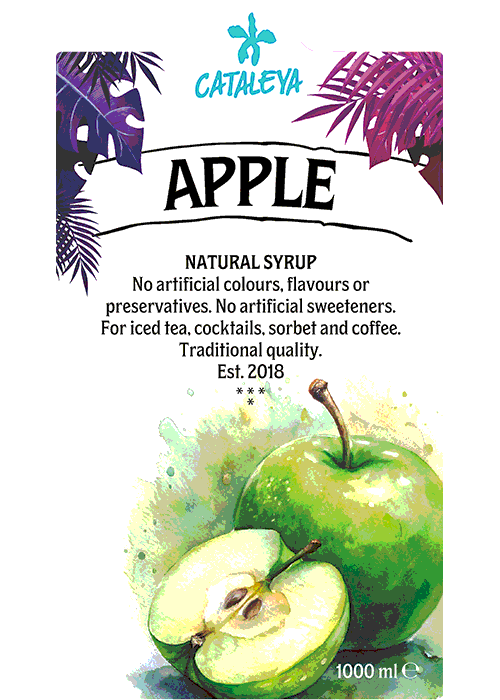 CATALEYA
APPLE
NATURAL SYRUP
No artificial colours, flavours or
preservatives. No artificial sweeteners.
For iced tea, cocktails, sorbet and coffee.
Traditional quality.
Est. 2018
***
*
1000 ml ℮